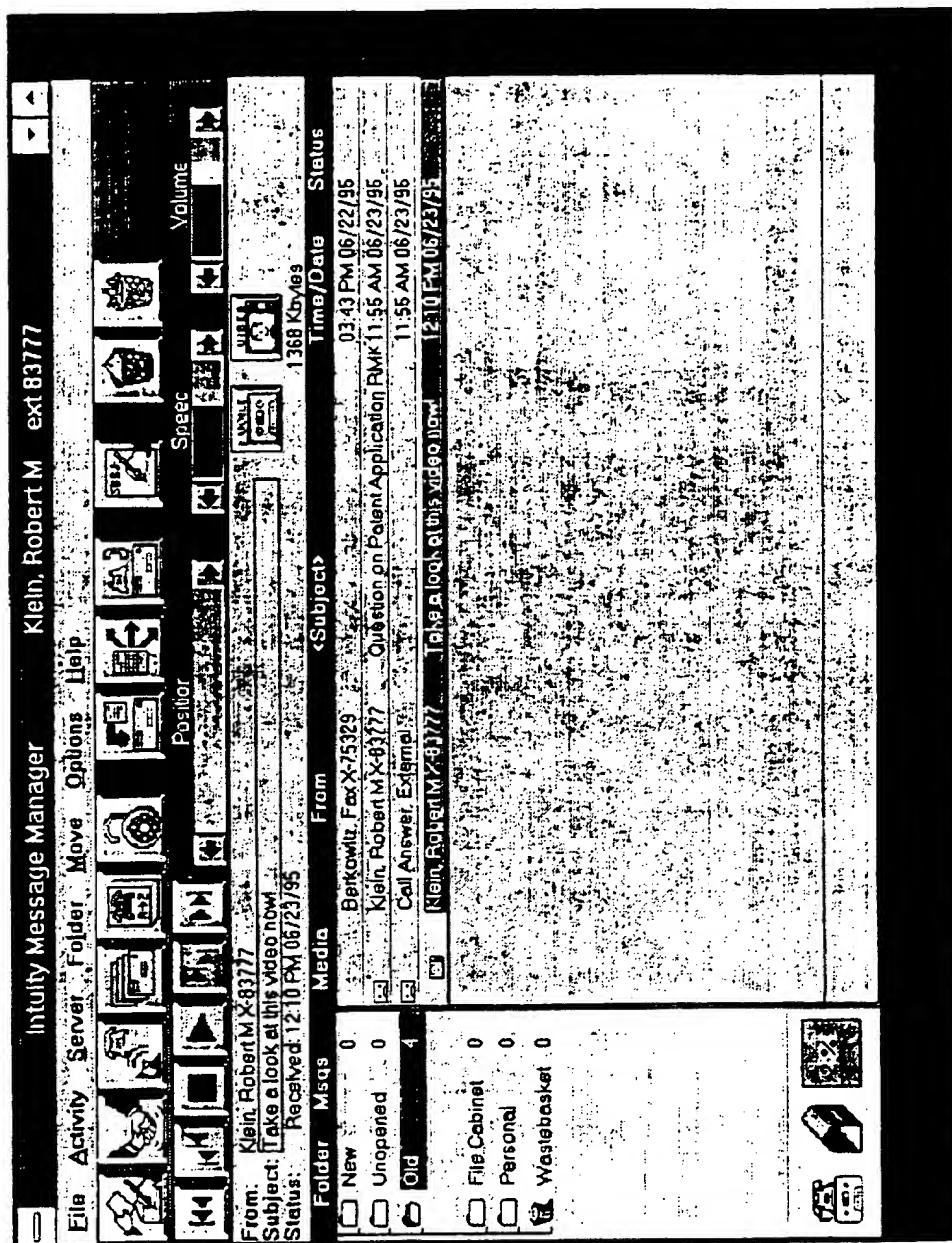 Intuity Message Manager Klein, Robert M ext 83777
File Activity Server Folder Move Options Help
Position Speed Volume
From: Klein, Robert M X-83777
Subject: Take a look at this video now!
Status: Received: 12:10 PM 06/23/95 1368 Kbytes
Folder Msgs Media From <Subject> Time/Date Status
New 0
Unopened 0
Old 4
File Cabinet 0
Personal 0
Wastebasket 0
Berkowitz, Fax X-75329 03:43 PM 06/22/95
Klein, Robert M X-83777 Question on Patent Application RMK 11:55 AM 06/23/95
Call Answer, External 11:55 AM 06/23/95
Klein, Robert M X-83777 Take a look at this video now! 12:10 PM 06/23/95